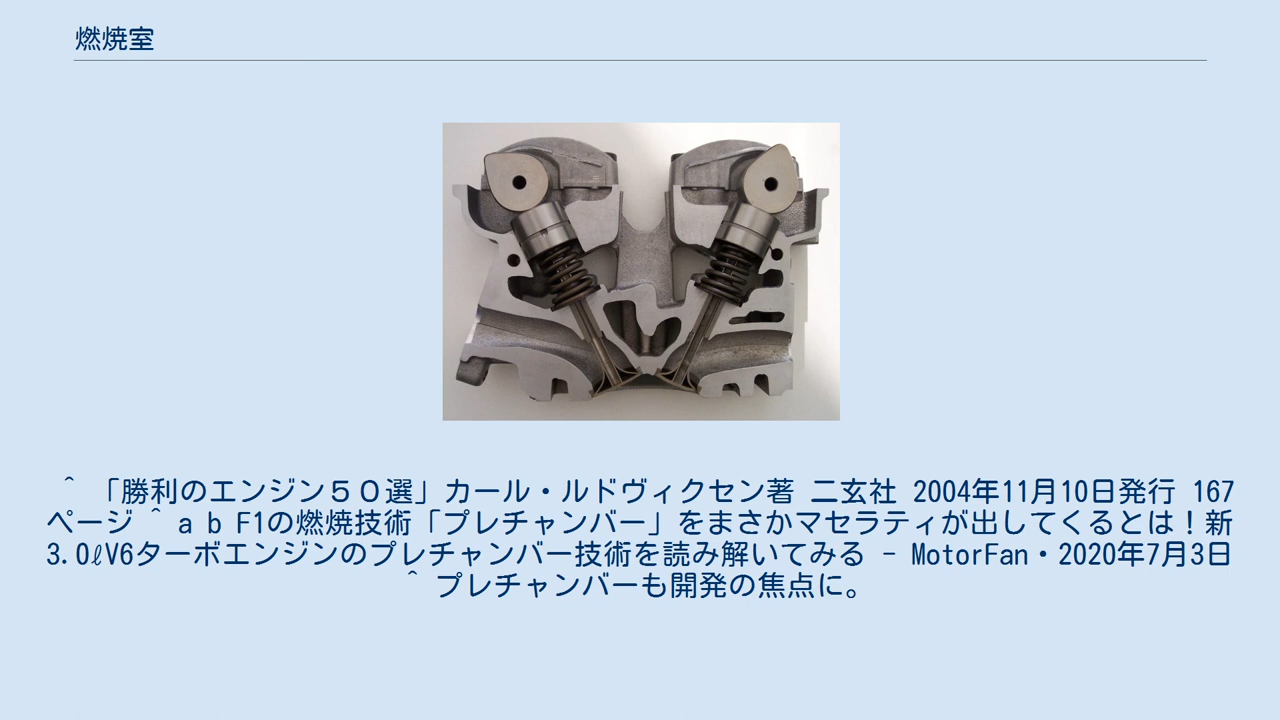 燃焼室
^ 「勝利のエンジン５０選」カール・ルドヴィクセン著 二玄社 2004年11月10日発行 167
ページ ^ a b F1の燃焼技術「プレチャンバー」をまさかマセラティが出してくるとは！新
3.0ℓV6ターボエンジンのプレチャンバー技術を読み解いてみる - MotorFan・2020年7月3日
^ プレチャンバーも開発の焦点に。